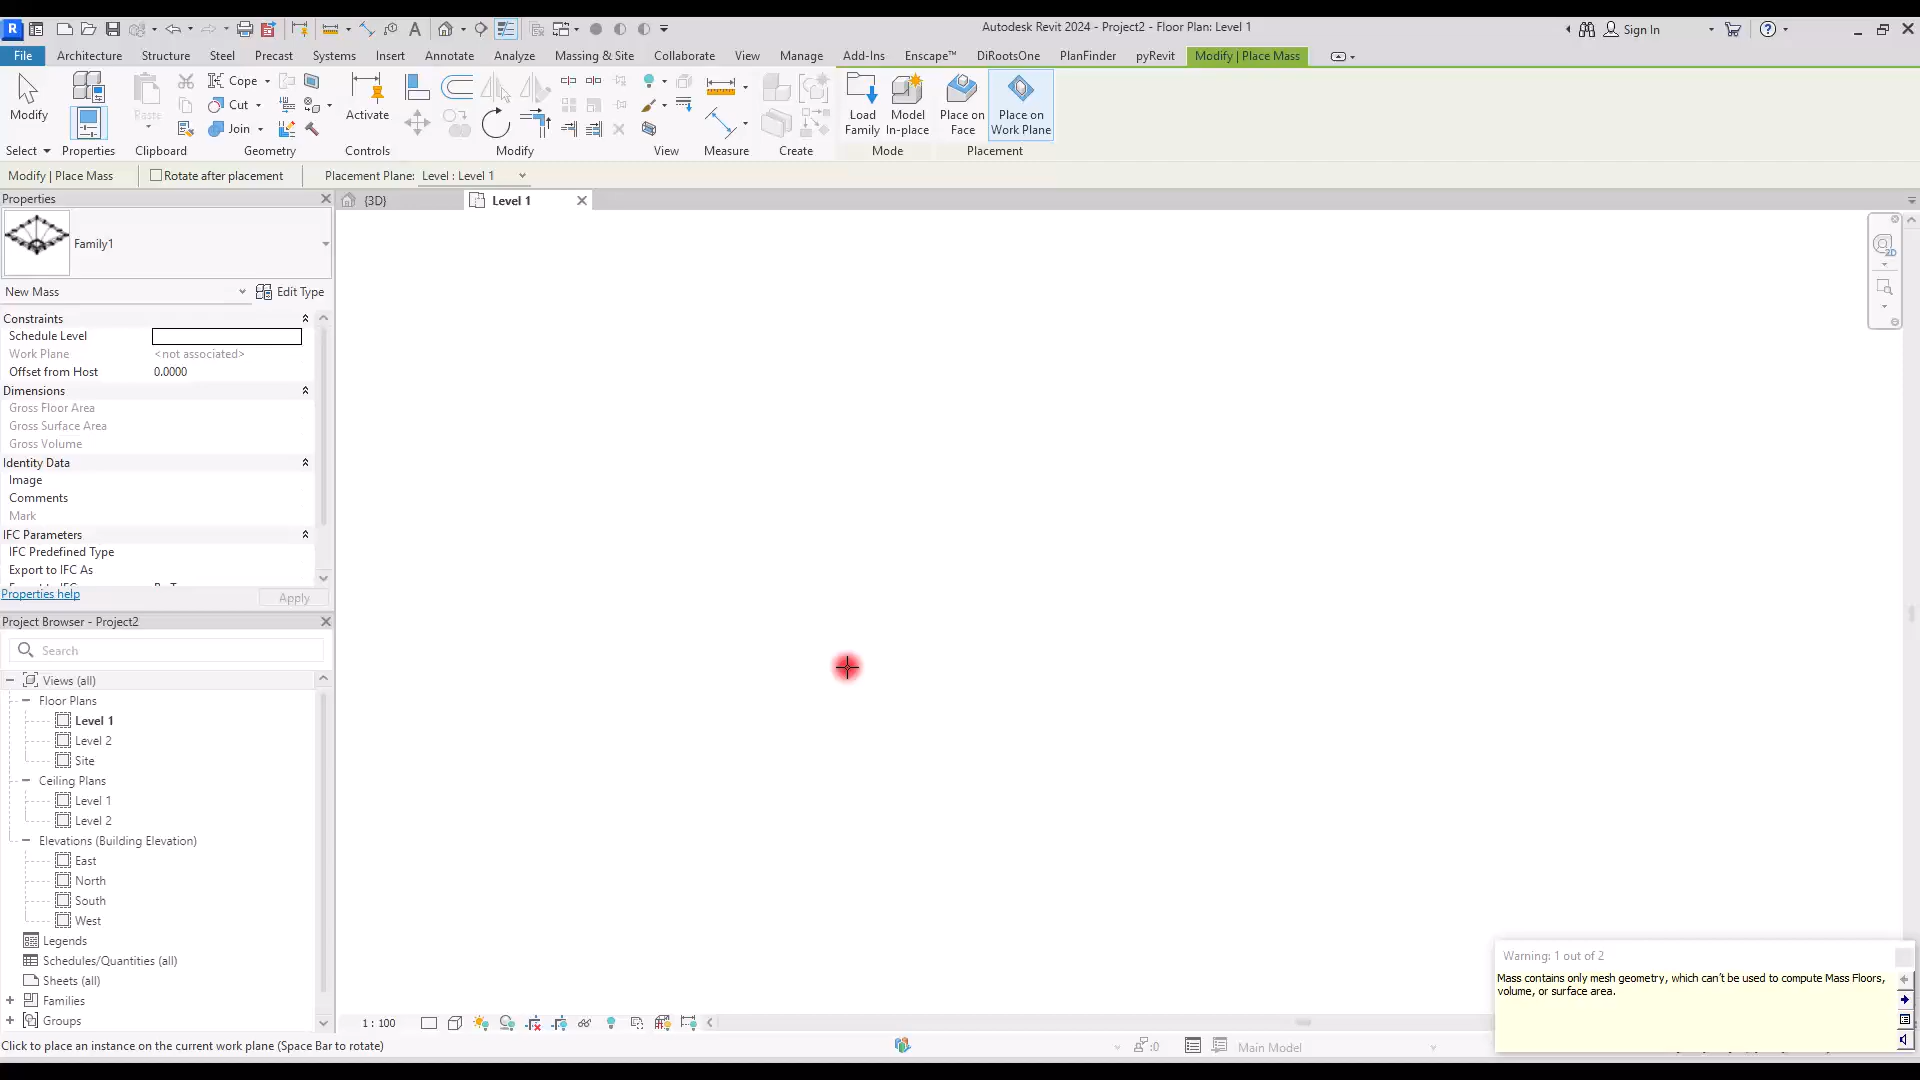 Autodesk Revit 2024 - Project2 - Floor Plan: Level 1
Sign In
File Architecture Structure Steel Precast Systems Insert Annotate Analyze Massing & Site Collaborate View Manage Add-Ins Enscape™ DiRootsOne PlanFinder pyRevit Modify | Place Mass
Modify
Paste
Cope
Cut
Join
Activate
Load Family
Model In-place
Place on Face
Place on Work Plane
Select Properties Clipboard Geometry Controls Modify View Measure Create Mode Placement
Modify | Place Mass Rotate after placement Placement Plane: Level : Level 1
Properties
{3D} Level 1
Family1
New Mass Edit Type
Constraints
Schedule Level
Work Plane <not associated>
Offset from Host 0.0000
Dimensions
Gross Floor Area
Gross Surface Area
Gross Volume
Identity Data
Image
Comments
Mark
IFC Parameters
IFC Predefined Type
Export to IFC As
Properties help Apply
Project Browser - Project2
Search
Views (all)
Floor Plans
Level 1
Level 2
Site
Ceiling Plans
Level 1
Level 2
Elevations (Building Elevation)
East
North
South
West
Legends
Schedules/Quantities (all)
Sheets (all)
Families
Groups
1 : 100
Warning: 1 out of 2
Mass contains only mesh geometry, which can't be used to compute Mass Floors,
volume, or surface area.
Click to place an instance on the current work plane (Space Bar to rotate)
:0
Main Model